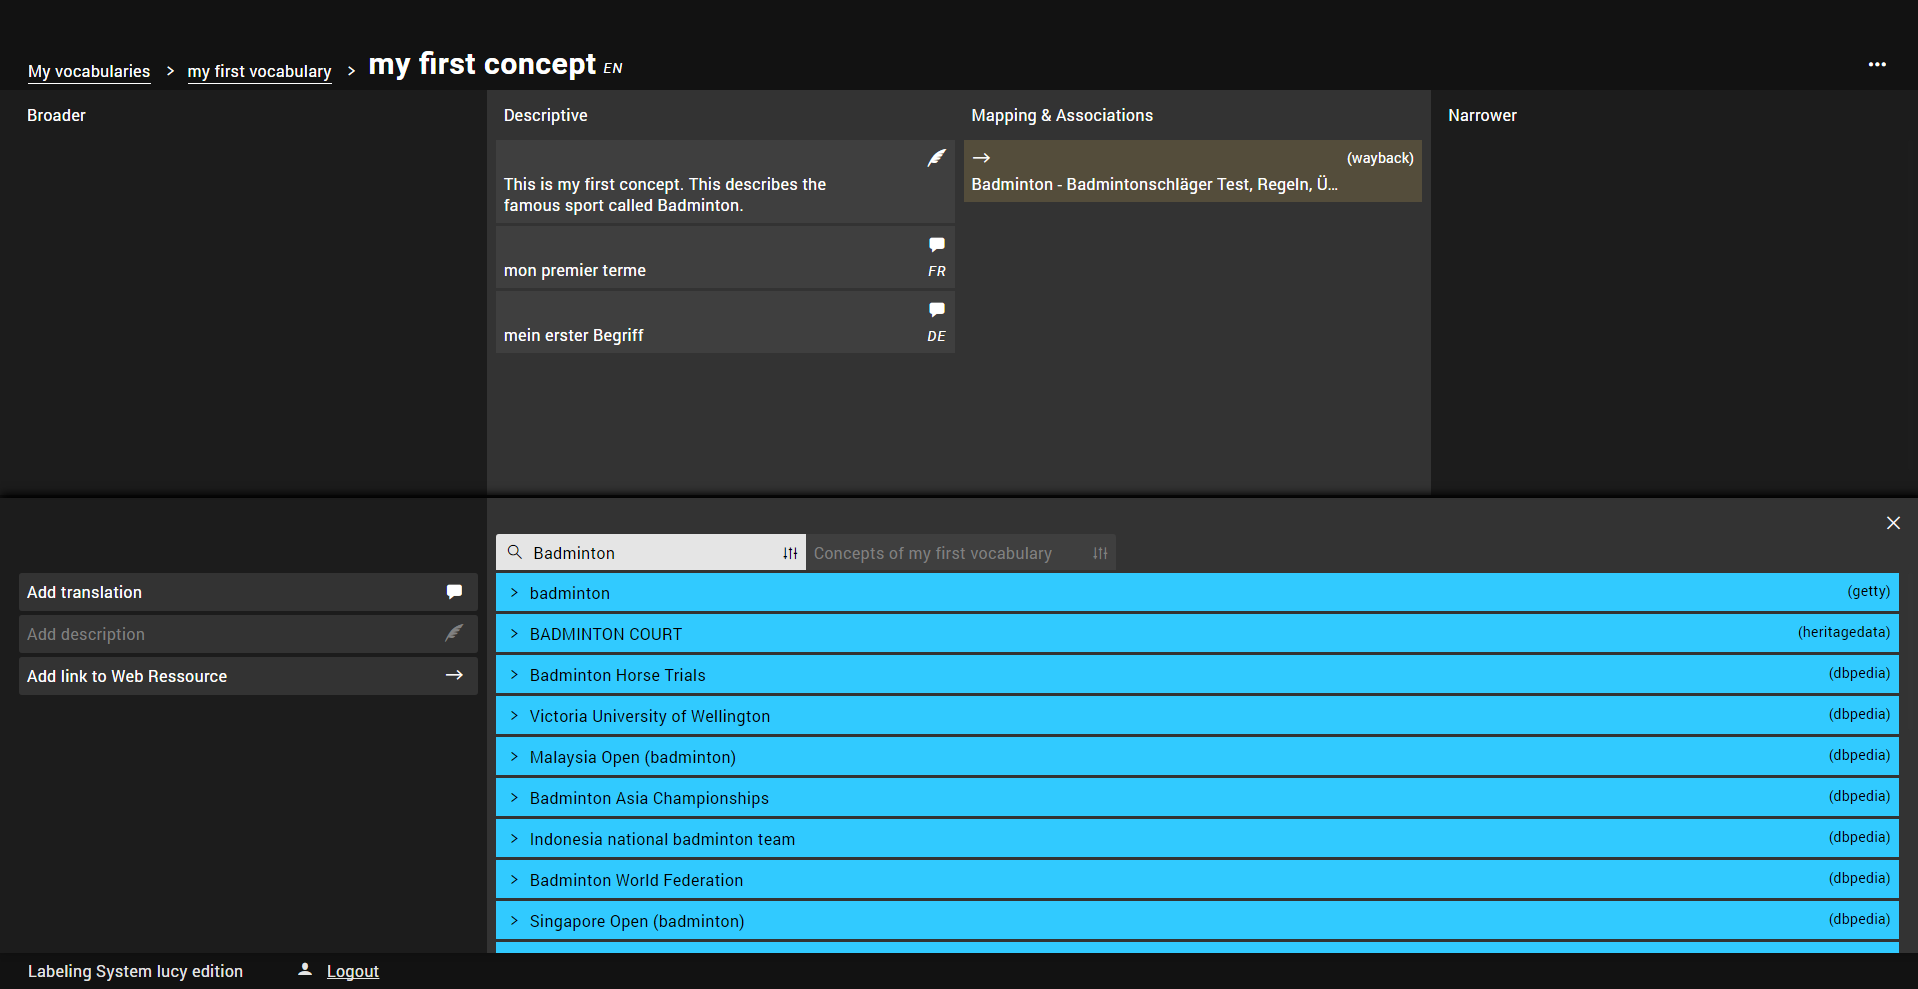 My vocabularies > my first vocabulary > my first concept EN
Broader
Descriptive
Mapping & Associations
Narrower
This is my first concept. This describes the
famous sport called Badminton.
mon premier terme
FR
mein erster Begriff
DE
(wayback)
Badminton - Badmintonschläger Test, Regeln, Ü...
Add translation
Add description
Add link to Web Ressource
Badminton
Concepts of my first vocabulary
badminton (getty)
BADMINTON COURT (heritagedata)
Badminton Horse Trials (dbpedia)
Victoria University of Wellington (dbpedia)
Malaysia Open (badminton) (dbpedia)
Badminton Asia Championships (dbpedia)
Indonesia national badminton team (dbpedia)
Badminton World Federation (dbpedia)
Singapore Open (badminton) (dbpedia)
Labeling System lucy edition
Logout